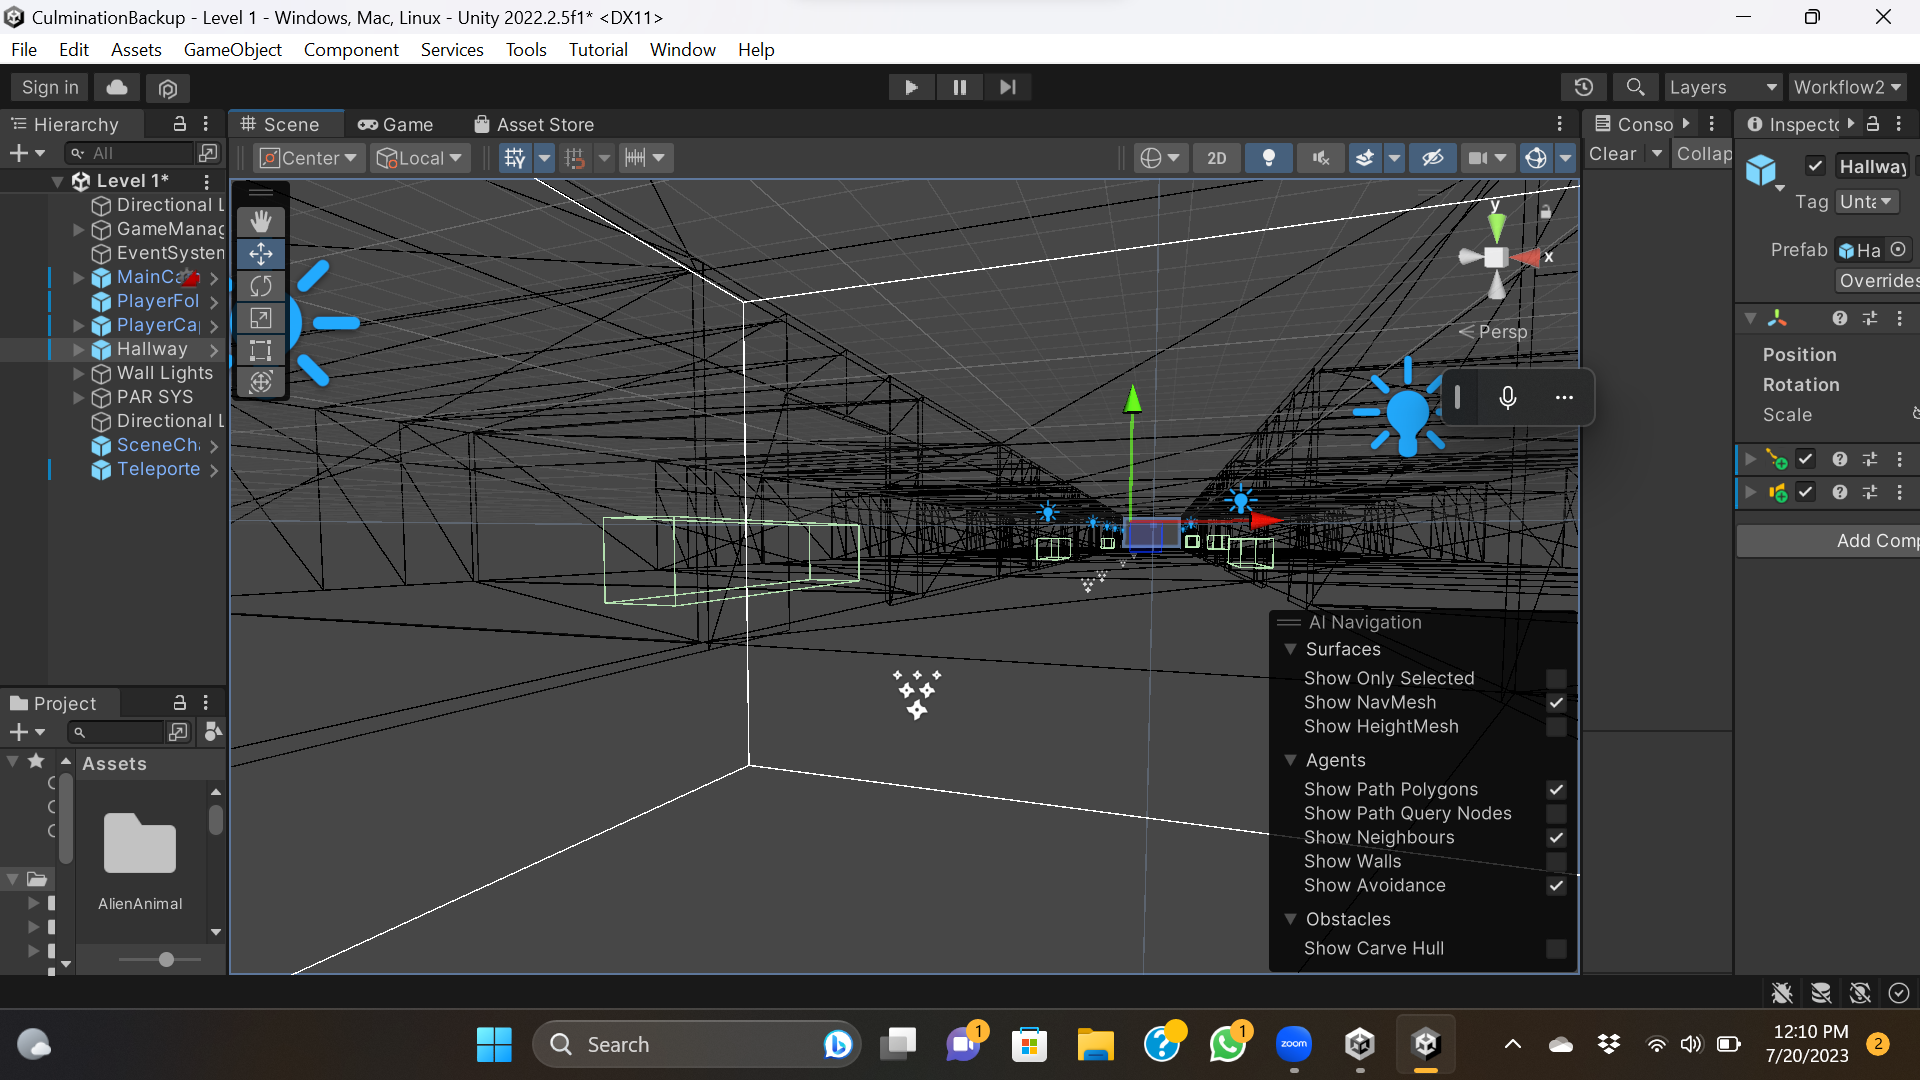 CulminationBackup - Level 1 - Windows, Mac, Linux - Unity 2022.2.5f1* <DX11>
File Edit Assets GameObject Component Services Tools Tutorial Window Help
Sign in Layers Workflow2
Hierarchy Scene Game Asset Store Conso Inspecto
All Center Local 2D Clear Collap
Level 1* Hallway
Directional L
GameManag
EventSystem
MainCa
PlayerFol
PlayerCa
Hallway
Wall Lights
PAR SYS
Directional L
SceneCh
Teleporte
y
x
Persp
Tag Unta
Prefab Ha
Overrides
Position
Rotation
Scale
Add Comp
AI Navigation
Surfaces
Show Only Selected
Show NavMesh
Show HeightMesh
Agents
Show Path Polygons
Show Path Query Nodes
Show Neighbours
Show Walls
Show Avoidance
Obstacles
Show Carve Hull
Project
Assets
AlienAnimal
Search
1
1
zoom
12:10 PM
7/20/2023
2